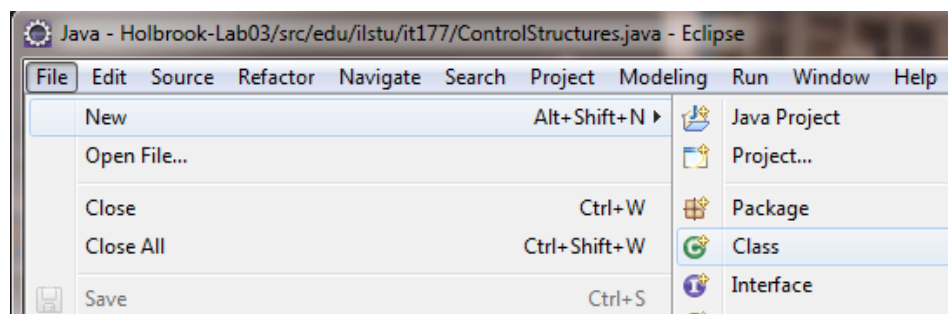 Java - Holbrook-Lab03/src/edu/ilstu/it177/ControlStructures.java - Eclipse
File Edit Source Refactor Navigate Search Project Modeling Run Window Help
New Alt+Shift+N Java Project
Open File... Project...
Close Ctrl+W Package
Close All Ctrl+Shift+W Class
Save Ctrl+S Interface